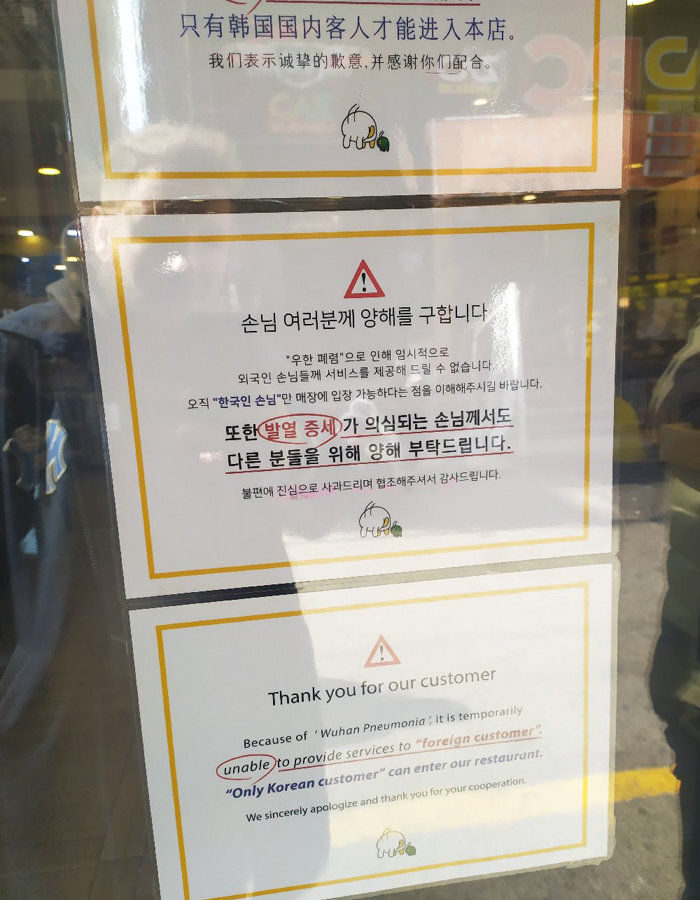 只有韩国国内客人才能进入本店。
我们表示诚挚的歉意,并感谢你们配合。
손님 여러분께 양해를 구합니다
"우한 폐렴"으로 인해 임시적으로
외국인 손님들께 서비스를 제공해 드릴 수 없습니다.
오직 "한국인 손님"만 매장에 입장 가능하다는 점을 이해해주시길 바랍니다.
또한 발열 증세가 의심되는 손님께서도
다른 분들을 위해 양해 부탁드립니다.
불편에 진심으로 사과드리며 협조해주셔서 감사드립니다.
Thank you for our customer
Because of 'Wuhan Pneumonia', it is temporarily
unable to provide services to "foreign customer".
"Only Korean customer" can enter our restaurant.
We sincerely apologize and thank you for your cooperation.